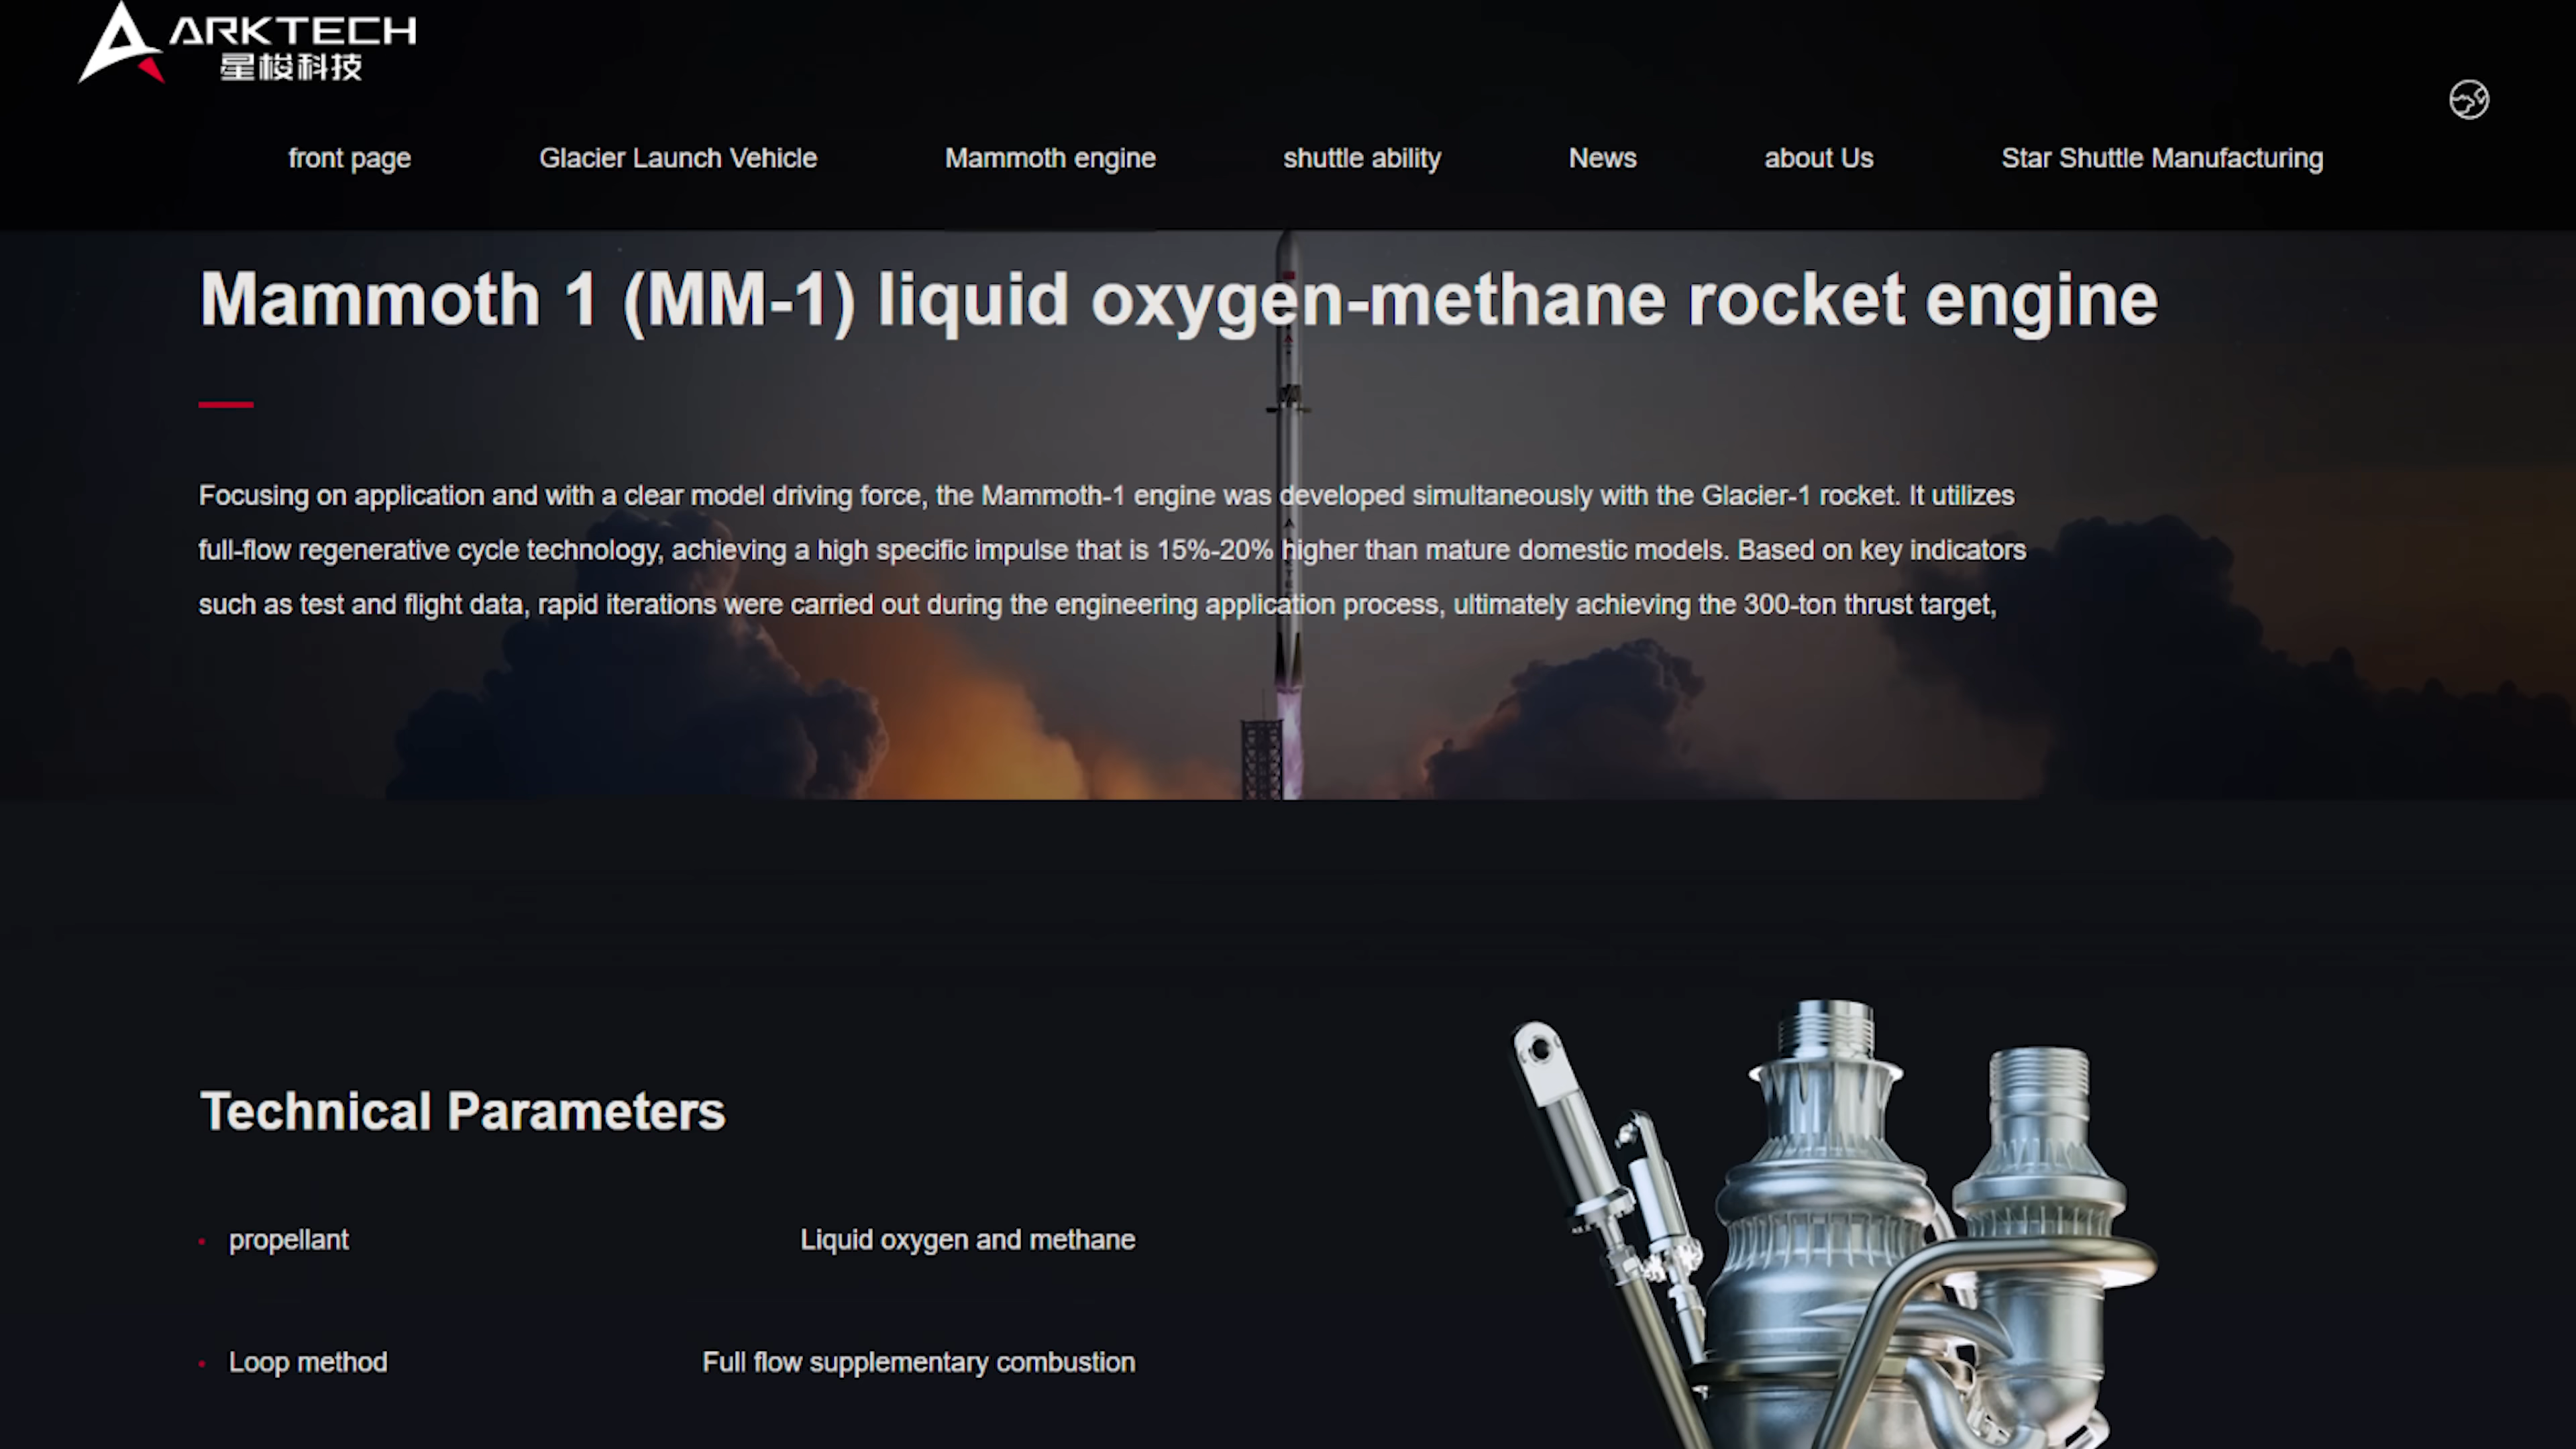 ARKTECH
星梭科技
front page Glacier Launch Vehicle Mammoth engine shuttle ability News about Us Star Shuttle Manufacturing
Mammoth 1 (MM-1) liquid oxygen-methane rocket engine
Focusing on application and with a clear model driving force, the Mammoth-1 engine was developed simultaneously with the Glacier-1 rocket. It utilizes
full-flow regenerative cycle technology, achieving a high specific impulse that is 15%-20% higher than mature domestic models. Based on key indicators
such as test and flight data, rapid iterations were carried out during the engineering application process, ultimately achieving the 300-ton thrust target,
Technical Parameters
propellant Liquid oxygen and methane
Loop method Full flow supplementary combustion